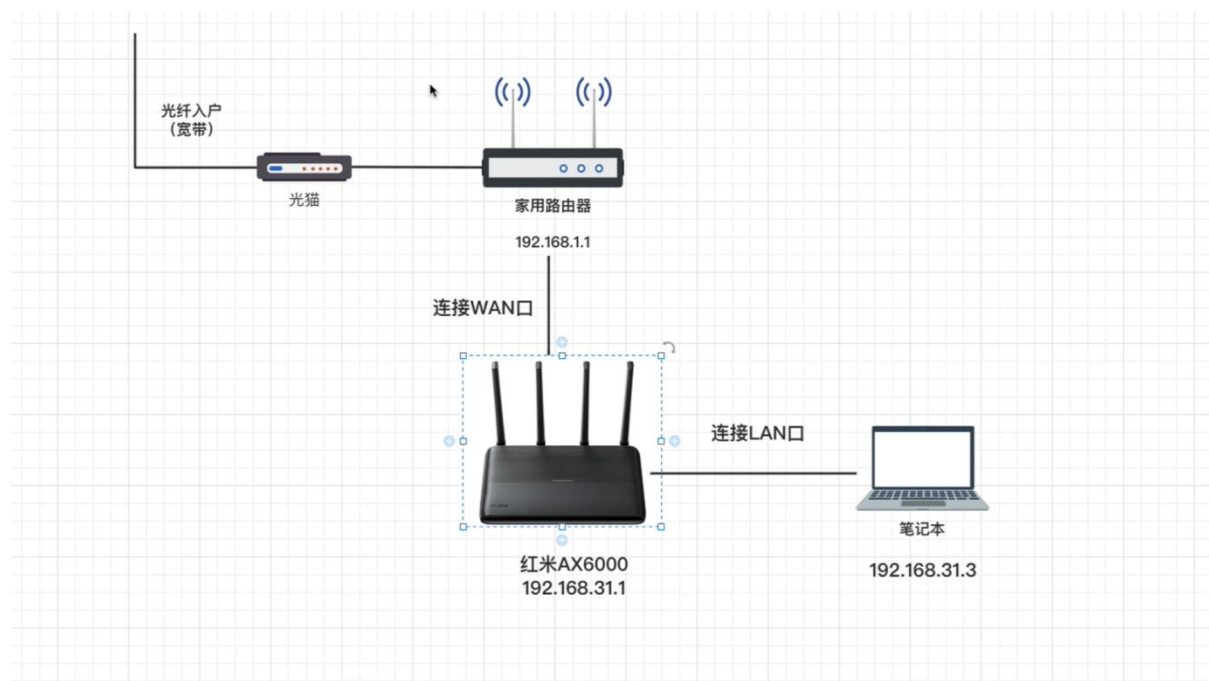 光纤入户
（宽带）
光猫
家用路由器
192.168.1.1
连接WAN口
连接LAN口
笔记本
192.168.31.3
红米AX6000
192.168.31.1